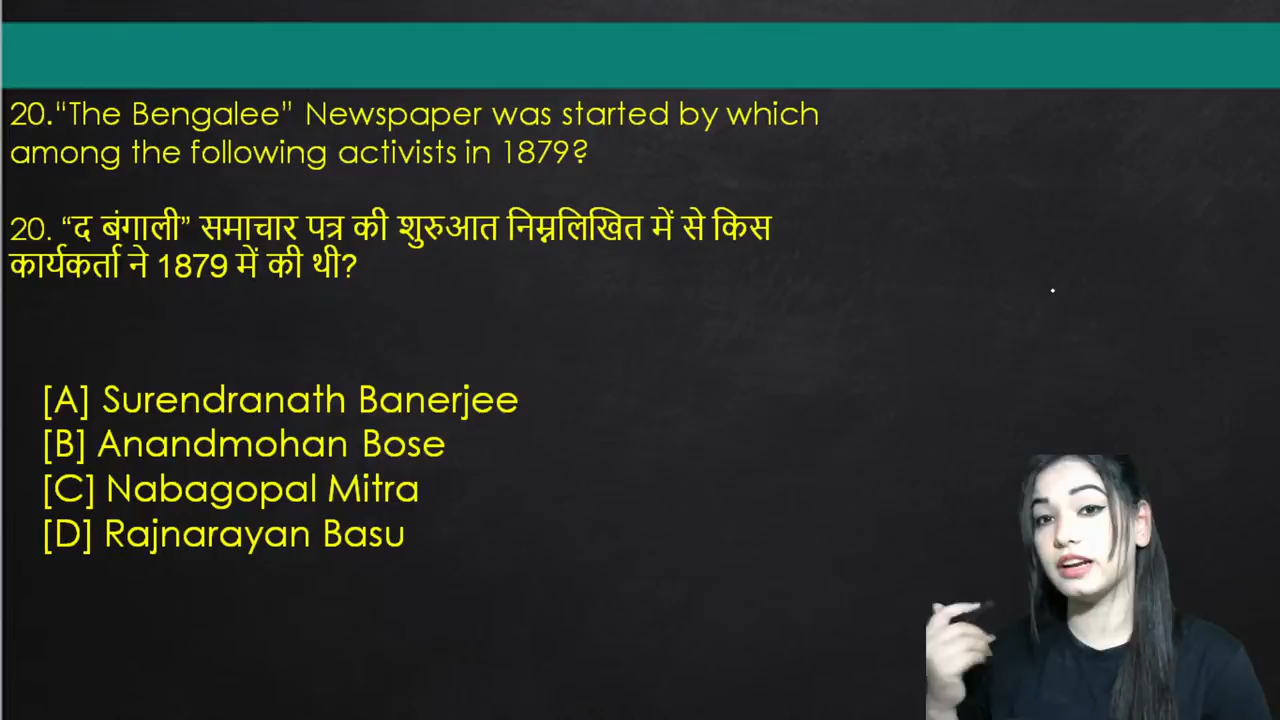 20.“The Bengalee” Newspaper was started by which
among the following activists in 1879?
20. “द बंगाली” समाचार पत्र की शुरुआत निम्नलिखित में से किस
कार्यकर्ता ने 1879 में की थी?
[A] Surendranath Banerjee
[B] Anandmohan Bose
[C] Nabagopal Mitra
[D] Rajnarayan Basu